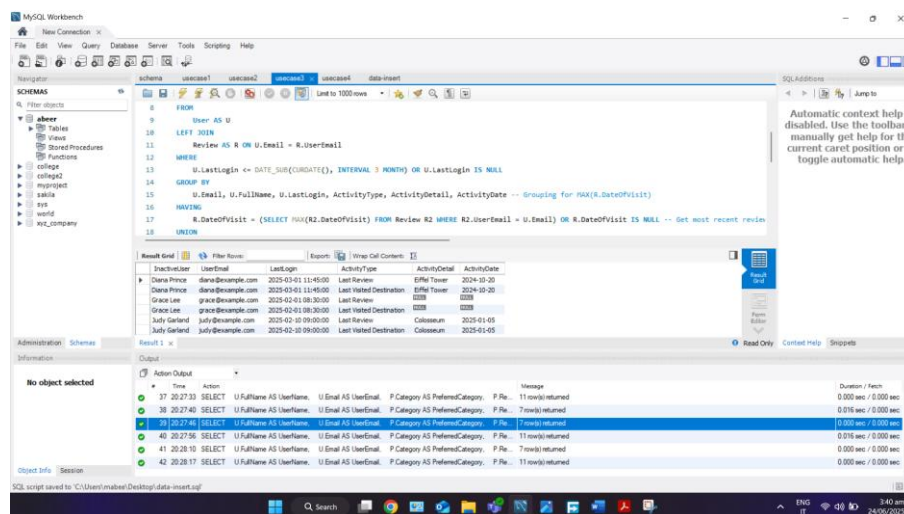 MySQL Workbench
New Connection ×
File Edit View Query Database Server Tools Scripting Help
Navigator
SCHEMAS
Filter objects
abeer
Tables
Views
Stored Procedures
Functions
college
college2
myproject
sakila
sys
world
xyz_company
Administration Schemas
Information
No object selected
Object Info Session
schema usecase1 usecase2 usecase3 × usecase4 data-insert
Limit to 1000 rows
8 FROM
9 User AS U
10 LEFT JOIN
11 Review AS R ON U.Email = R.UserEmail
12 WHERE
13 U.LastLogin <= DATE_SUB(CURDATE(), INTERVAL 3 MONTH) OR U.LastLogin IS NULL
14 GROUP BY
15 U.Email, U.FullName, U.LastLogin, ActivityType, ActivityDetail, ActivityDate -- Grouping for MAX(R.DateOfVisit)
16 HAVING
17 R.DateOfVisit = (SELECT MAX(R2.DateOfVisit) FROM Review R2 WHERE R2.UserEmail = U.Email) OR R.DateOfVisit IS NULL -- Get most recent review
18 UNION
Result Grid Filter Rows: Export: Wrap Cell Content:
InactiveUser UserEmail LastLogin ActivityType ActivityDetail ActivityDate
Diana Prince diana@example.com 2025-03-01 11:45:00 Last Review Eiffel Tower 2024-10-20
Diana Prince diana@example.com 2025-03-01 11:45:00 Last Visited Destination Eiffel Tower 2024-10-20
Grace Lee grace@example.com 2025-02-01 08:30:00 Last Review NULL NULL
Grace Lee grace@example.com 2025-02-01 08:30:00 Last Visited Destination NULL NULL
Judy Garland judy@example.com 2025-02-10 09:00:00 Last Review Colosseum 2025-01-05
Judy Garland judy@example.com 2025-02-10 09:00:00 Last Visited Destination Colosseum 2025-01-05
Result Grid
Form Editor
Result 1 × Read Only
Output
Action Output
# Time Action Message Duration / Fetch
37 20:27:33 SELECT U.FullName AS UserName, U.Email AS UserEmail, P.Category AS PreferredCategory, P.Re... 11 row(s) returned 0.000 sec / 0.000 sec
38 20:27:40 SELECT U.FullName AS UserName, U.Email AS UserEmail, P.Category AS PreferredCategory, P.Re... 7 row(s) returned 0.016 sec / 0.000 sec
39 20:27:46 SELECT U.FullName AS UserName, U.Email AS UserEmail, P.Category AS PreferredCategory, P.Re... 7 row(s) returned 0.000 sec / 0.000 sec
40 20:27:56 SELECT U.FullName AS UserName, U.Email AS UserEmail, P.Category AS PreferredCategory, P.Re... 11 row(s) returned 0.016 sec / 0.000 sec
41 20:28:10 SELECT U.FullName AS UserName, U.Email AS UserEmail, P.Category AS PreferredCategory, P.Re... 7 row(s) returned 0.000 sec / 0.000 sec
42 20:28:17 SELECT U.FullName AS UserName, U.Email AS UserEmail, P.Category AS PreferredCategory, P.Re... 11 row(s) returned 0.000 sec / 0.000 sec
SQLAdditions
Jump to
Automatic context help
disabled. Use the toolbar
manually get help for th
current caret position or
toggle automatic help
Context Help Snippets
SQL script saved to 'C:\Users\mabee\Desktop\data-insert.sql'
Search
ENG
IT
3:40 am
24/06/2025